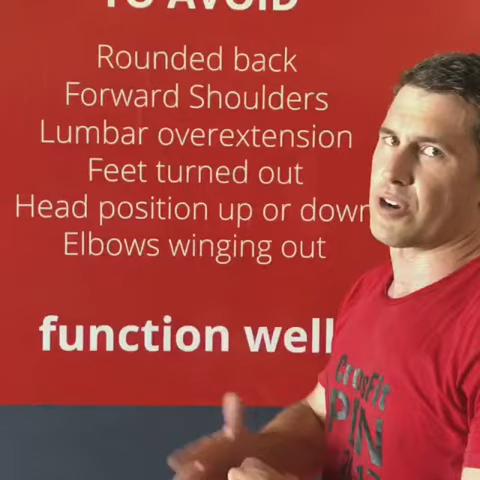 TO AVOID
Rounded back
Forward Shoulders
Lumbar overextension
Feet turned out
Head position up or down
Elbows winging out
function well
CrossFit
PIN